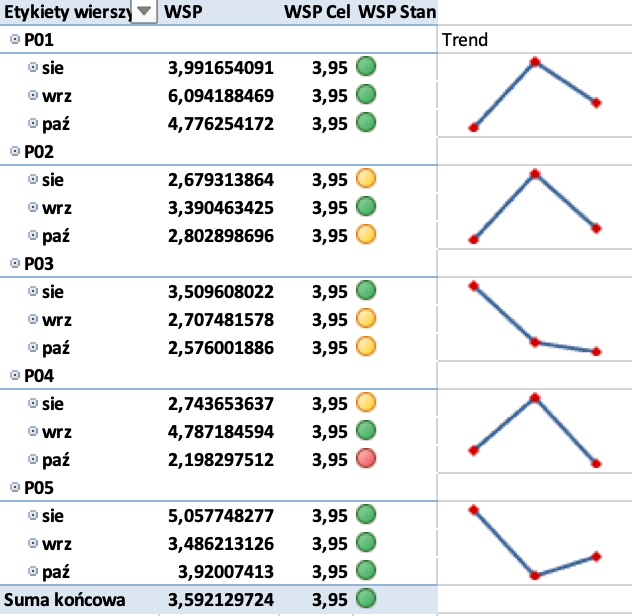 Etykiety wierszy WSP WSP Cel WSP Stan
P01 Trend
sie 3,991654091 3,95
wrz 6,094188469 3,95
paź 4,776254172 3,95
P02
sie 2,679313864 3,95
wrz 3,390463425 3,95
paź 2,802898696 3,95
P03
sie 3,509608022 3,95
wrz 2,707481578 3,95
paź 2,576001886 3,95
P04
sie 2,743653637 3,95
wrz 4,787184594 3,95
paź 2,198297512 3,95
P05
sie 5,057748277 3,95
wrz 3,486213126 3,95
paź 3,92007413 3,95
Suma końcowa 3,592129724 3,95